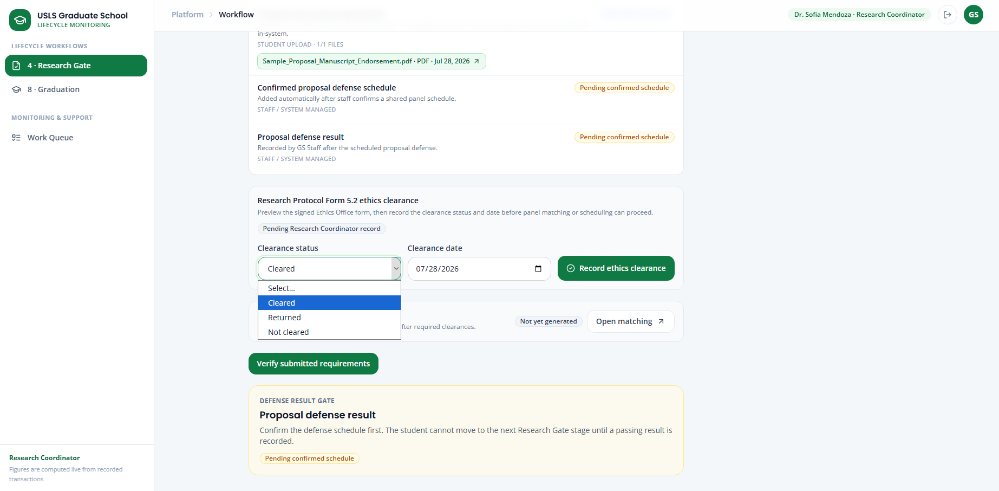 USLS Graduate School
LIFECYCLE MONITORING
LIFECYCLE WORKFLOWS
4 · Research Gate
8 · Graduation
MONITORING & SUPPORT
Work Queue
Research Coordinator
Figures are computed live from recorded
transactions.
Platform
Workflow
Dr. Sofia Mendoza · Research Coordinator
GS
in-system.
STUDENT UPLOAD · 1/1 FILES
Sample_Proposal_Manuscript_Endorsement.pdf · PDF · Jul 28, 2026
Confirmed proposal defense schedule
Pending confirmed schedule
Added automatically after staff confirms a shared panel schedule.
STAFF / SYSTEM MANAGED
Proposal defense result
Pending confirmed schedule
Recorded by GS Staff after the scheduled proposal defense.
STAFF / SYSTEM MANAGED
Research Protocol Form 5.2 ethics clearance
Preview the signed Ethics Office form, then record the clearance status and date before panel matching or scheduling can proceed.
Pending Research Coordinator record
Clearance status
Clearance date
Cleared
07/28/2026
Record ethics clearance
Select...
Cleared
Returned
Not cleared
fter required clearances.
Not yet generated
Open matching
Verify submitted requirements
DEFENSE RESULT GATE
Proposal defense result
Confirm the defense schedule first. The student cannot move to the next Research Gate stage until a passing result is
recorded.
Pending confirmed schedule